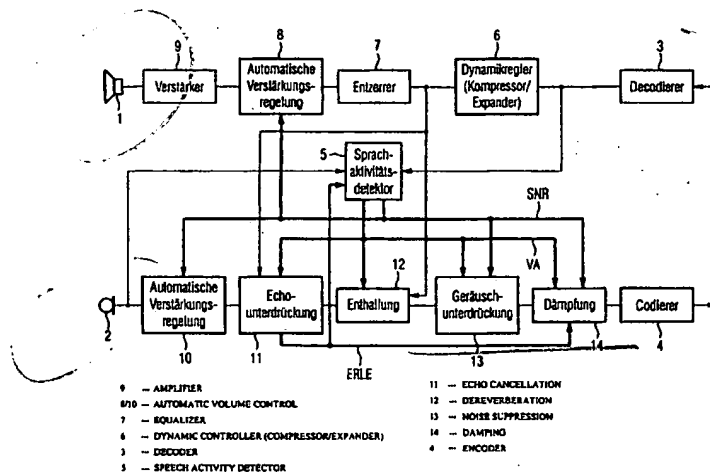 9
8
7
6
3
Verstärker
Automatische
Verstärkungs-
regelung
Entzerrer
Dynamikregler
(Kompressor/
Expander)
Decodierer
1
5
Sprach-
aktivitäts-
detektor
SNR
VA
12
2
Automatische
Verstärkungs-
regelung
Echo-
unterdrückung
Enthallung
Geräusch-
unterdrückung
Dämpfung
Codierer
10
11
13
14
4
ERLE
9 -- AMPLIFIER
8/10 -- AUTOMATIC VOLUME CONTROL
7 -- EQUALIZER
6 -- DYNAMIC CONTROLLER (COMPRESSOR/EXPANDER)
3 -- DECODER
5 -- SPEECH ACTIVITY DETECTOR
11 -- ECHO CANCELLATION
12 -- DEREVERBERATION
13 -- NOISE SUPPRESSION
14 -- DAMPING
4 -- ENCODER